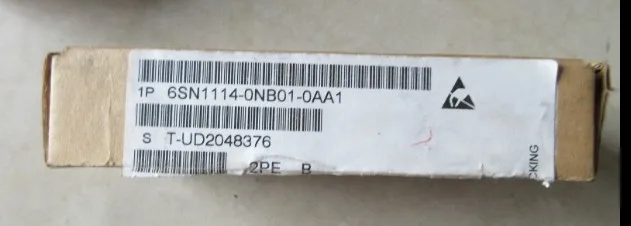 1P 6SN1114-0NB01-0AA1
S T-UD2048376
2PE B
CKING